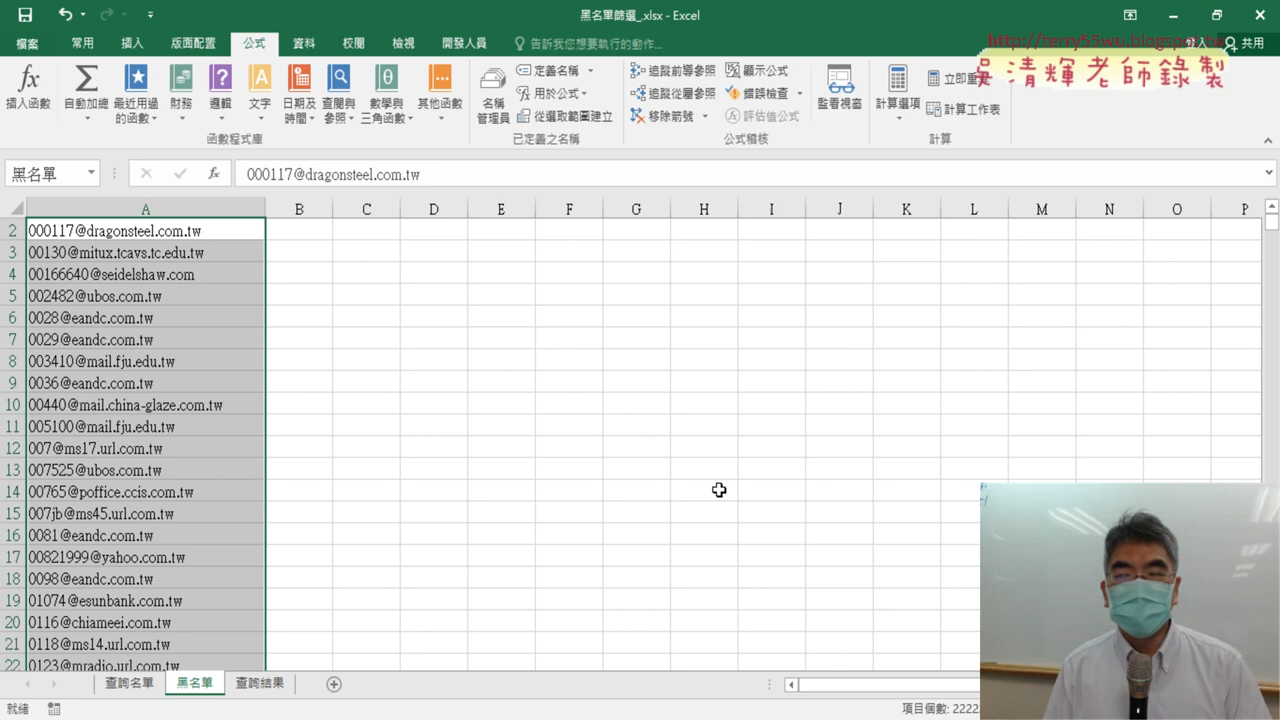 黑名單篩選_.xlsx - Excel
http://terry55wu.blogspot.tw
檔案 常用 插入 版面配置 公式 資料 校閱 檢視 開發人員 告訴我您想要執行的動作... 登入 共用
吳清輝老師錄製
插入函數 自動加總 最近用過的函數 財務 邏輯 文字 日期及時間 查閱與參照 數學與三角函數 其他函數 函數程式庫
名稱管理員 定義名稱 用於公式 從選取範圍建立 已定義之名稱
追蹤前導參照 追蹤從屬參照 移除箭號 顯示公式 錯誤檢查 評估值公式 監看視窗 公式稽核
計算選項 立即重 計算工作表 計算
黑名單 fx 000117@dragonsteel.com.tw
A B C D E F G H I J K L M N O P
2 000117@dragonsteel.com.tw
3 00130@mitux.tcavs.tc.edu.tw
4 00166640@seidelshaw.com
5 002482@ubos.com.tw
6 0028@eandc.com.tw
7 0029@eandc.com.tw
8 003410@mail.fju.edu.tw
9 0036@eandc.com.tw
10 00440@mail.china-glaze.com.tw
11 005100@mail.fju.edu.tw
12 007@ms17.url.com.tw
13 007525@ubos.com.tw
14 00765@poffice.ccis.com.tw
15 007jb@ms45.url.com.tw
16 0081@eandc.com.tw
17 00821999@yahoo.com.tw
18 0098@eandc.com.tw
19 01074@esunbank.com.tw
20 0116@chiameei.com.tw
21 0118@ms14.url.com.tw
22 0123@mradio.url.com.tw
查詢名單 黑名單 查詢結果
就緒 項目個數: 2222